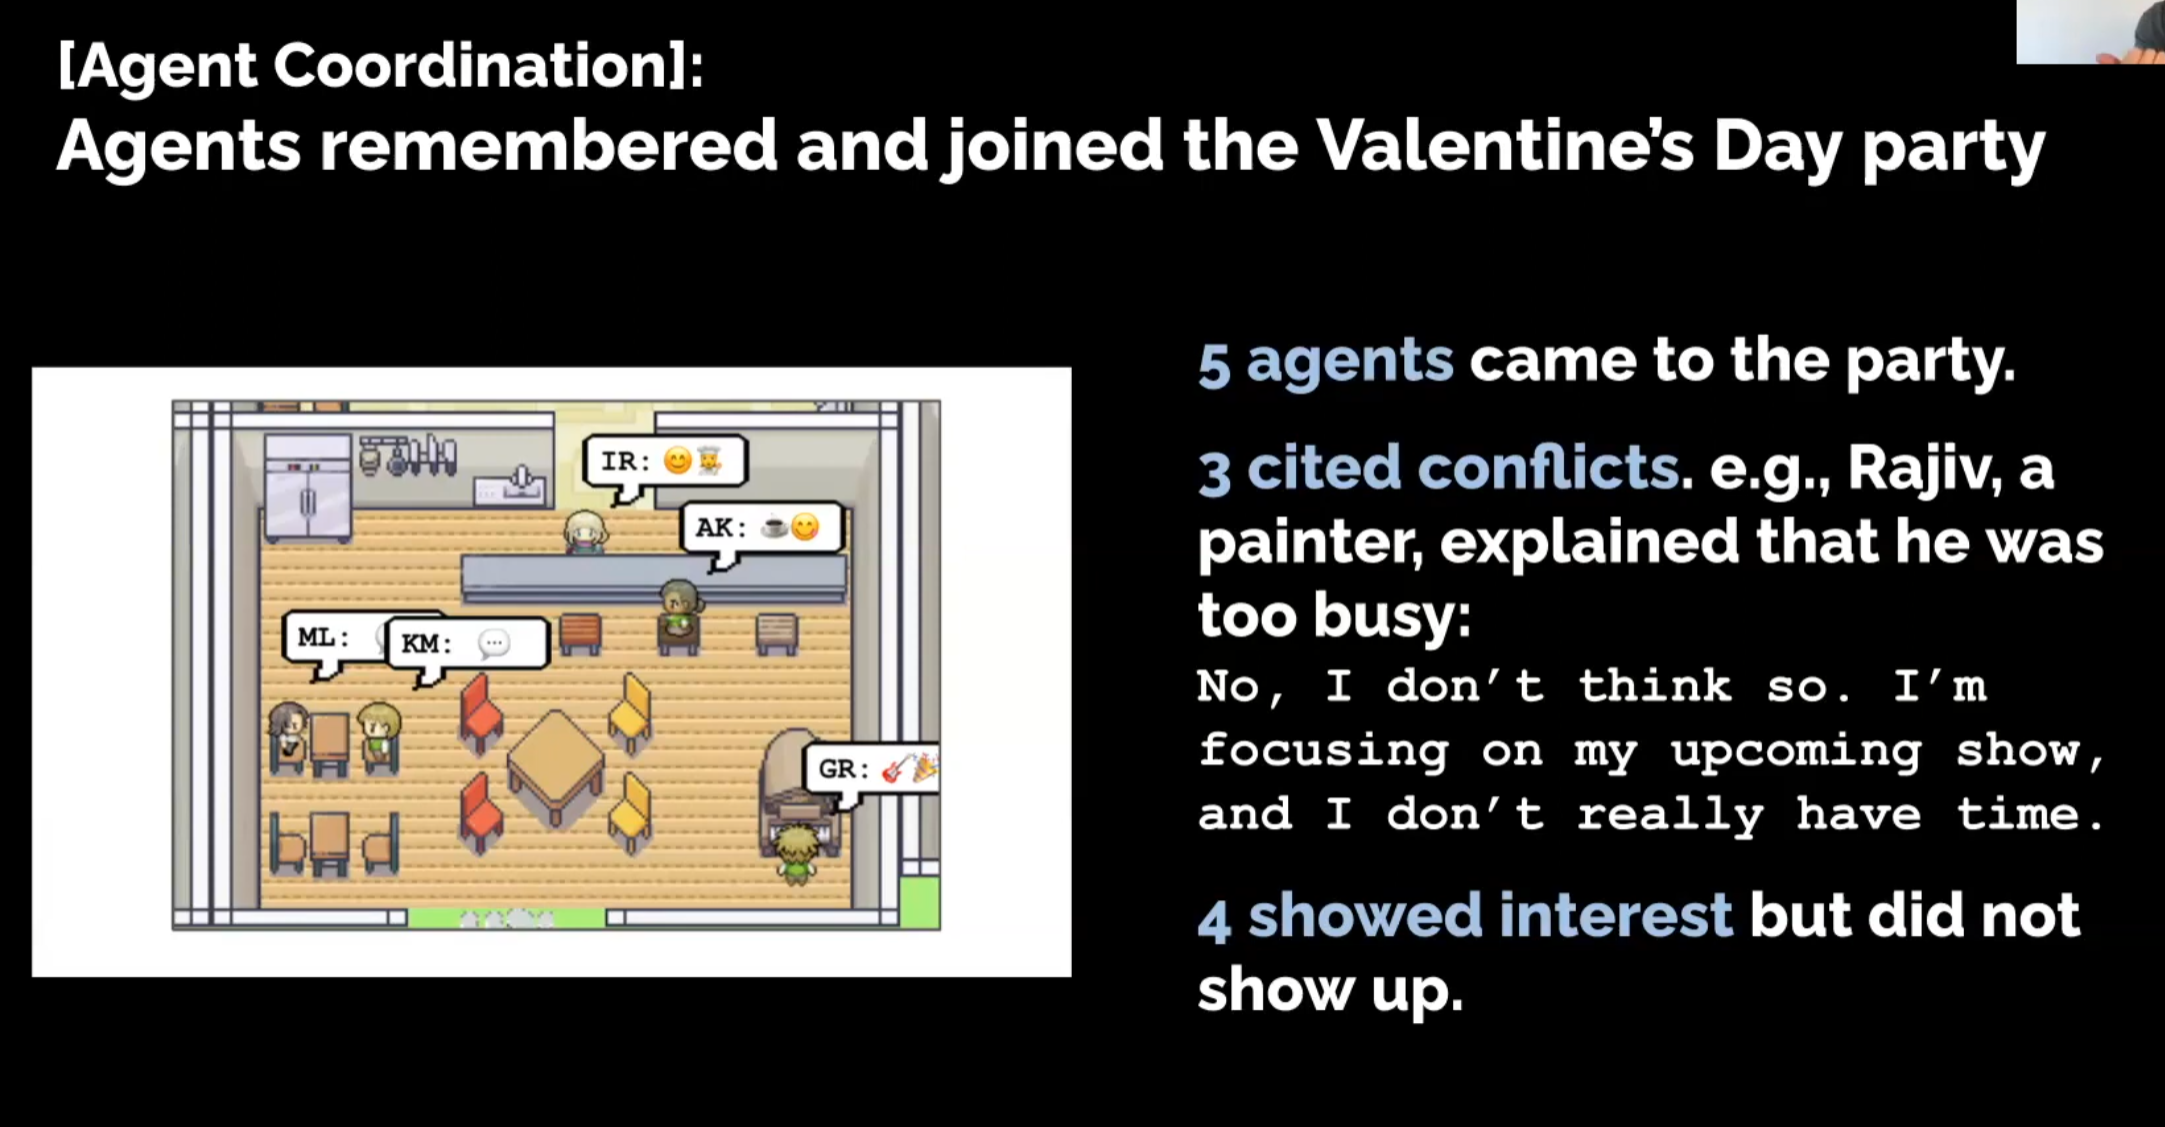 [Agent Coordination]:
Agents remembered and joined the Valentine's Day party
IR: 
AK: 
ML: 
KM: 
GR: 
5 agents came to the party.
3 cited conflicts. e.g., Rajiv, a
painter, explained that he was
too busy:
No, I don't think so. I'm
focusing on my upcoming show,
and I don't really have time.
4 showed interest but did not
show up.